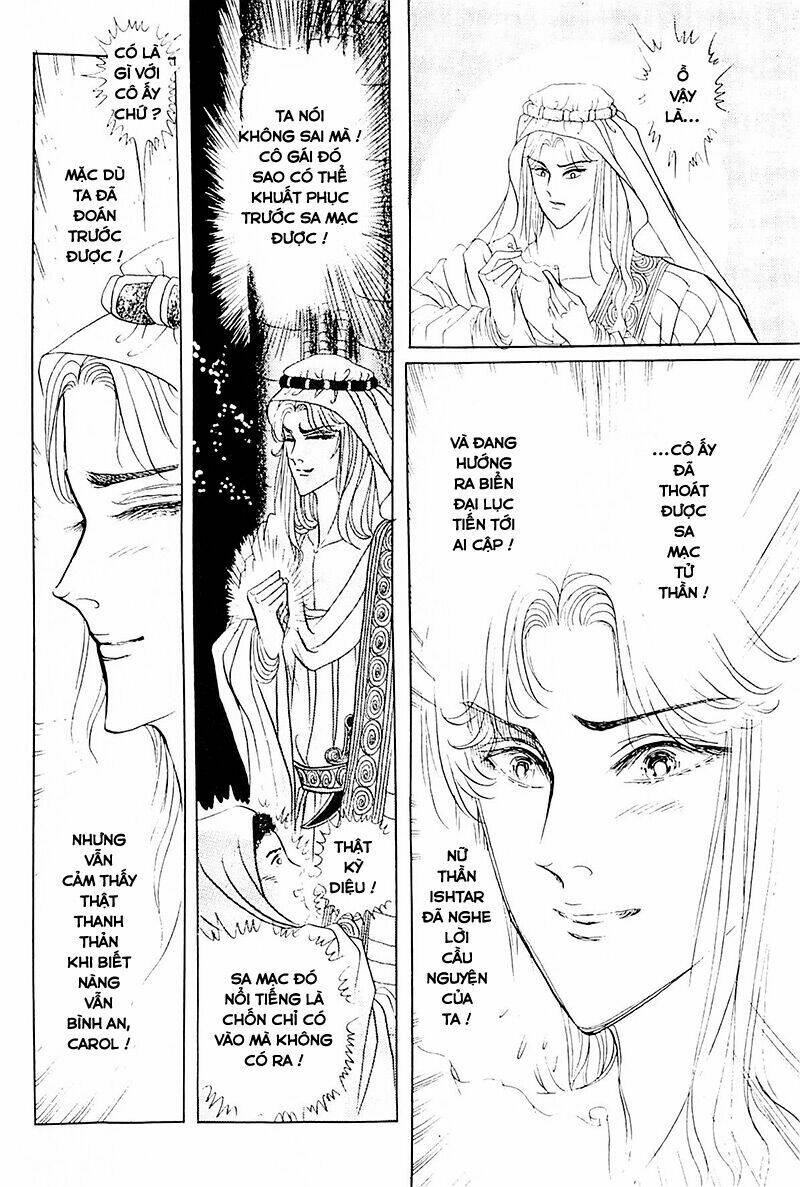 Ồ
VẬY
LÀ...
...CÔ ẤY
ĐÃ
THOÁT
ĐƯỢC
SA
MẠC
TỬ
THẦN !
VÀ ĐANG
HƯỚNG
RA BIỂN
ĐẠI LỤC
TIẾN TỚI
AI CẬP !
NỮ
THẦN
ISHTAR
ĐÃ NGHE
LỜI
CẦU
NGUYỆN
CỦA
TA !
TA NÓI
KHÔNG SAI MÀ !
CÔ GÁI ĐÓ
SAO CÓ THỂ
KHUẤT PHỤC
TRƯỚC SA MẠC
ĐƯỢC !
THẬT
KỲ
DIỆU !
SA MẠC ĐÓ
NỔI TIẾNG LÀ
CHỐN CHỈ CÓ
VÀO MÀ KHÔNG
CÓ RA !
CÓ LÀ
GÌ VỚI
CÔ ẤY
CHỨ ?
MẶC DÙ
TA ĐÃ
ĐOÁN
TRƯỚC
ĐƯỢC !
NHƯNG
VẪN
CẢM THẤY
THẬT
THANH
THẢN
KHI BIẾT
NÀNG
VẪN
BÌNH AN,
CAROL !